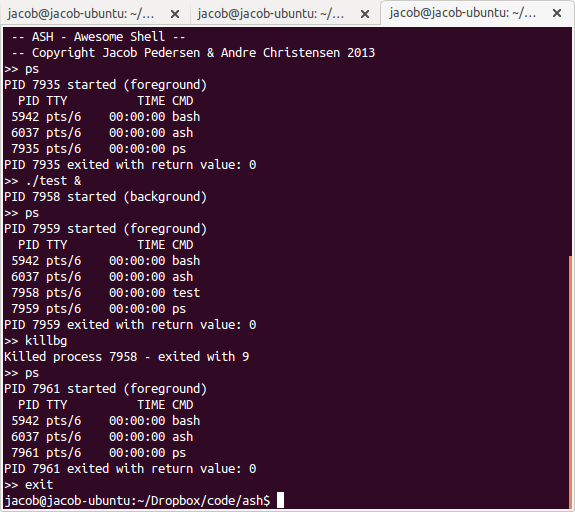 jacob@jacob-ubuntu: ~/... jacob@jacob-ubuntu: ~/... jacob@jacob-ubuntu: ~/...
-- ASH - Awesome Shell --
-- Copyright Jacob Pedersen & Andre Christensen 2013
>> ps
PID 7935 started (foreground)
  PID TTY          TIME CMD
 5942 pts/6    00:00:00 bash
 6037 pts/6    00:00:00 ash
 7935 pts/6    00:00:00 ps
PID 7935 exited with return value: 0
>> ./test &
PID 7958 started (background)
>> ps
PID 7959 started (foreground)
  PID TTY          TIME CMD
 5942 pts/6    00:00:00 bash
 6037 pts/6    00:00:00 ash
 7958 pts/6    00:00:00 test
 7959 pts/6    00:00:00 ps
PID 7959 exited with return value: 0
>> killbg
Killed process 7958 - exited with 9
>> ps
PID 7961 started (foreground)
  PID TTY          TIME CMD
 5942 pts/6    00:00:00 bash
 6037 pts/6    00:00:00 ash
 7961 pts/6    00:00:00 ps
PID 7961 exited with return value: 0
>> exit
jacob@jacob-ubuntu:~/Dropbox/code/ash$